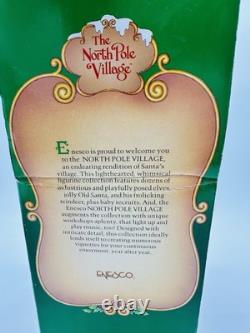 The
North Pole
Village
Enesco is proud to welcome you
to the NORTH POLE VILLAGE,
an endearing rendition of Santa's
village. This lighthearted, whimsical
figurine collection features dozens of
industrious and playfully posed elves,
jolly Old Santa, and his frolicking
reindeer, plus baby recruits. And, the
Enesco NORTH POLE VILLAGE
augments the collection with unique
workshops aplenty, that light up and
play music, too! Designed with
intricate detail, this collection ideally
lends itself to creating numerous
vignettes for your continuous
enjoyment, year after year.
ENESCO